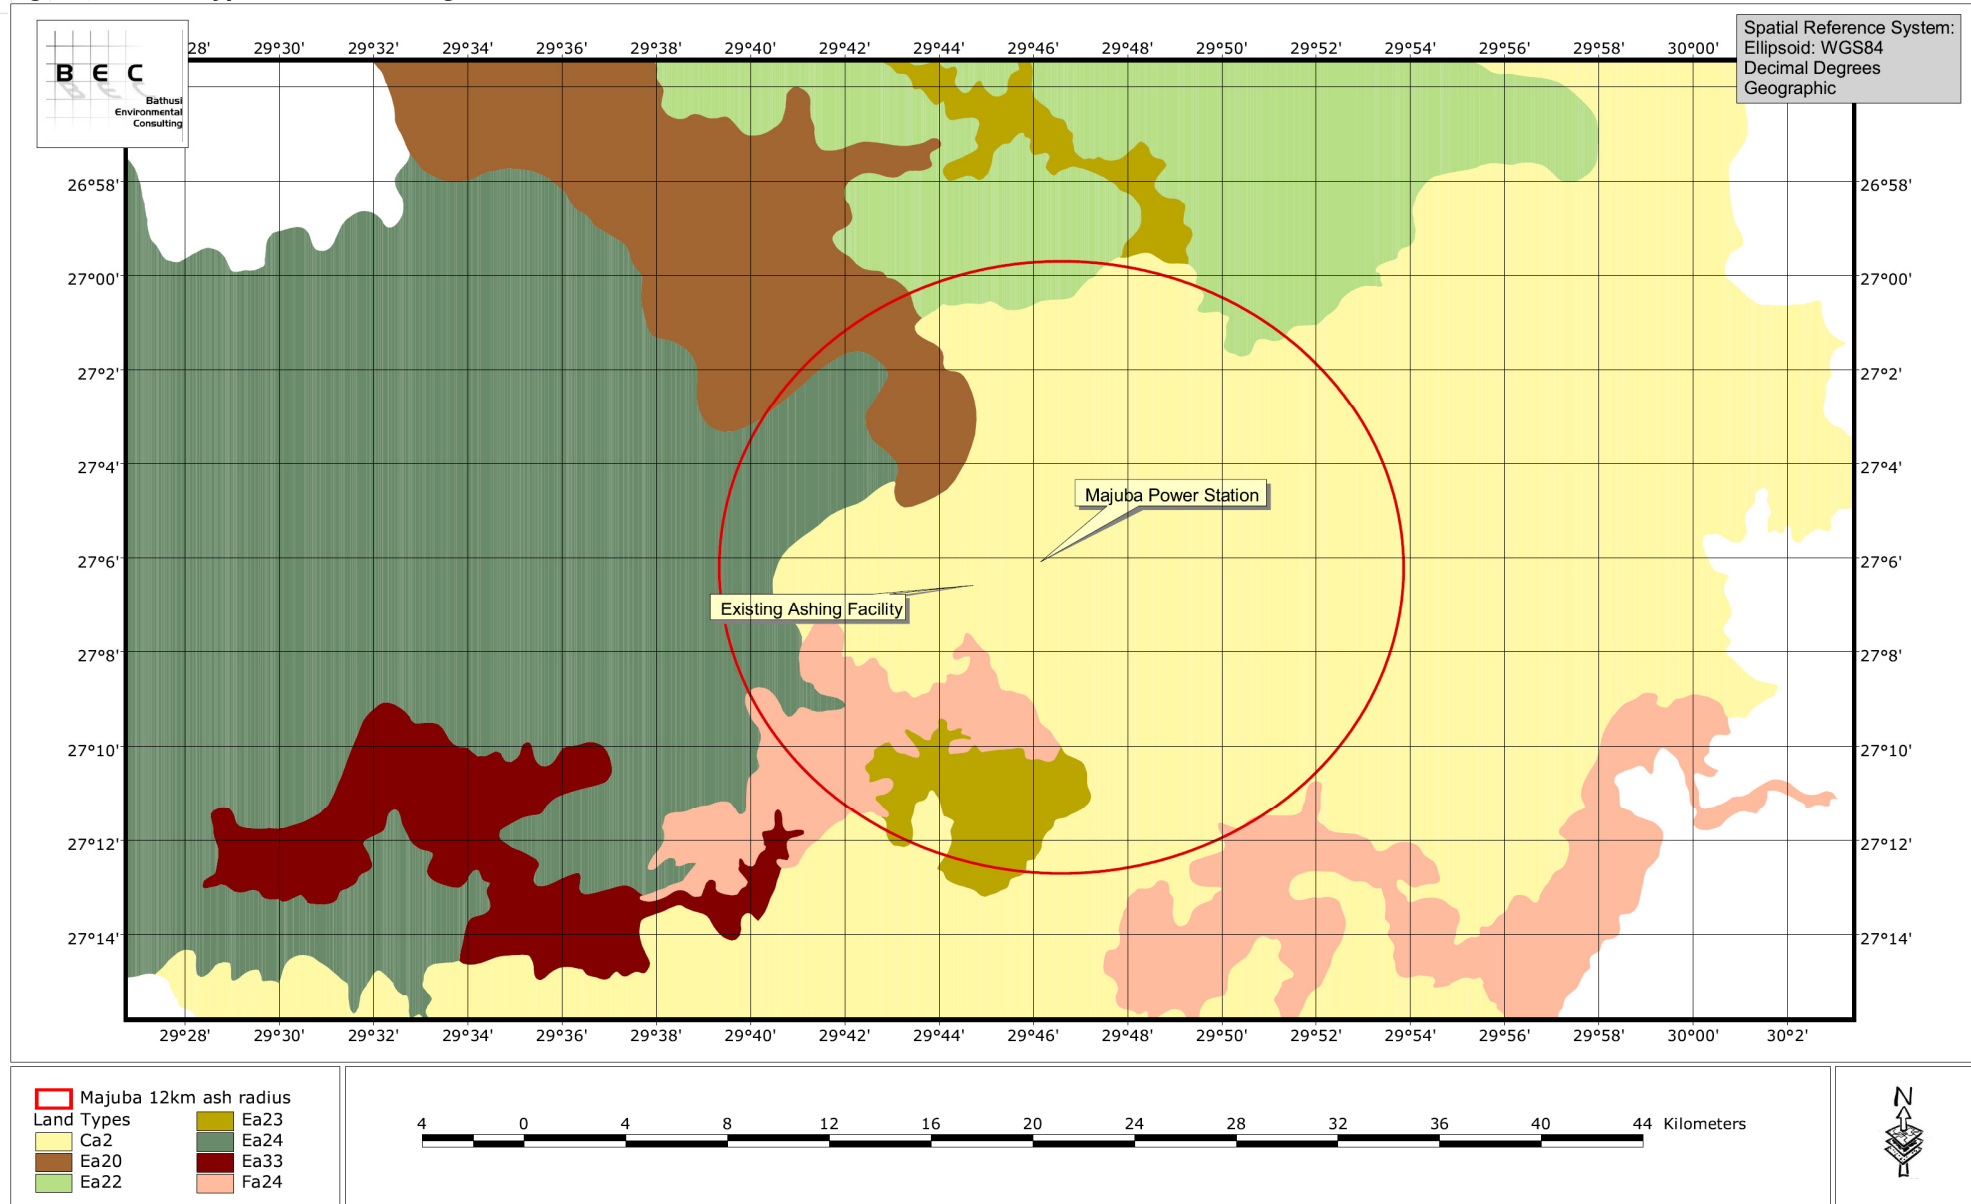 B E C
Bathusi
Environmental
Consulting
28' 29°30' 29°32' 29°34' 29°36' 29°38' 29°40' 29°42' 29°44' 29°46' 29°48' 29°50' 29°52' 29°54' 29°56' 29°58' 30°00'
Spatial Reference System:
Ellipsoid: WGS84
Decimal Degrees
Geographic
26°58' 26°58'
27°00' 27°00'
27°2' 27°2'
27°4' 27°4'
Majuba Power Station
27°6' 27°6'
Existing Ashing Facility
27°8' 27°8'
27°10' 27°10'
27°12' 27°12'
27°14' 27°14'
29°28' 29°30' 29°32' 29°34' 29°36' 29°38' 29°40' 29°42' 29°44' 29°46' 29°48' 29°50' 29°52' 29°54' 29°56' 29°58' 30°00' 30°2'
Majuba 12km ash radius
Land Types
Ca2
Ea20
Ea22
Ea23
Ea24
Ea33
Fa24
4 0 4 8 12 16 20 24 28 32 36 40 44 Kilometers
N